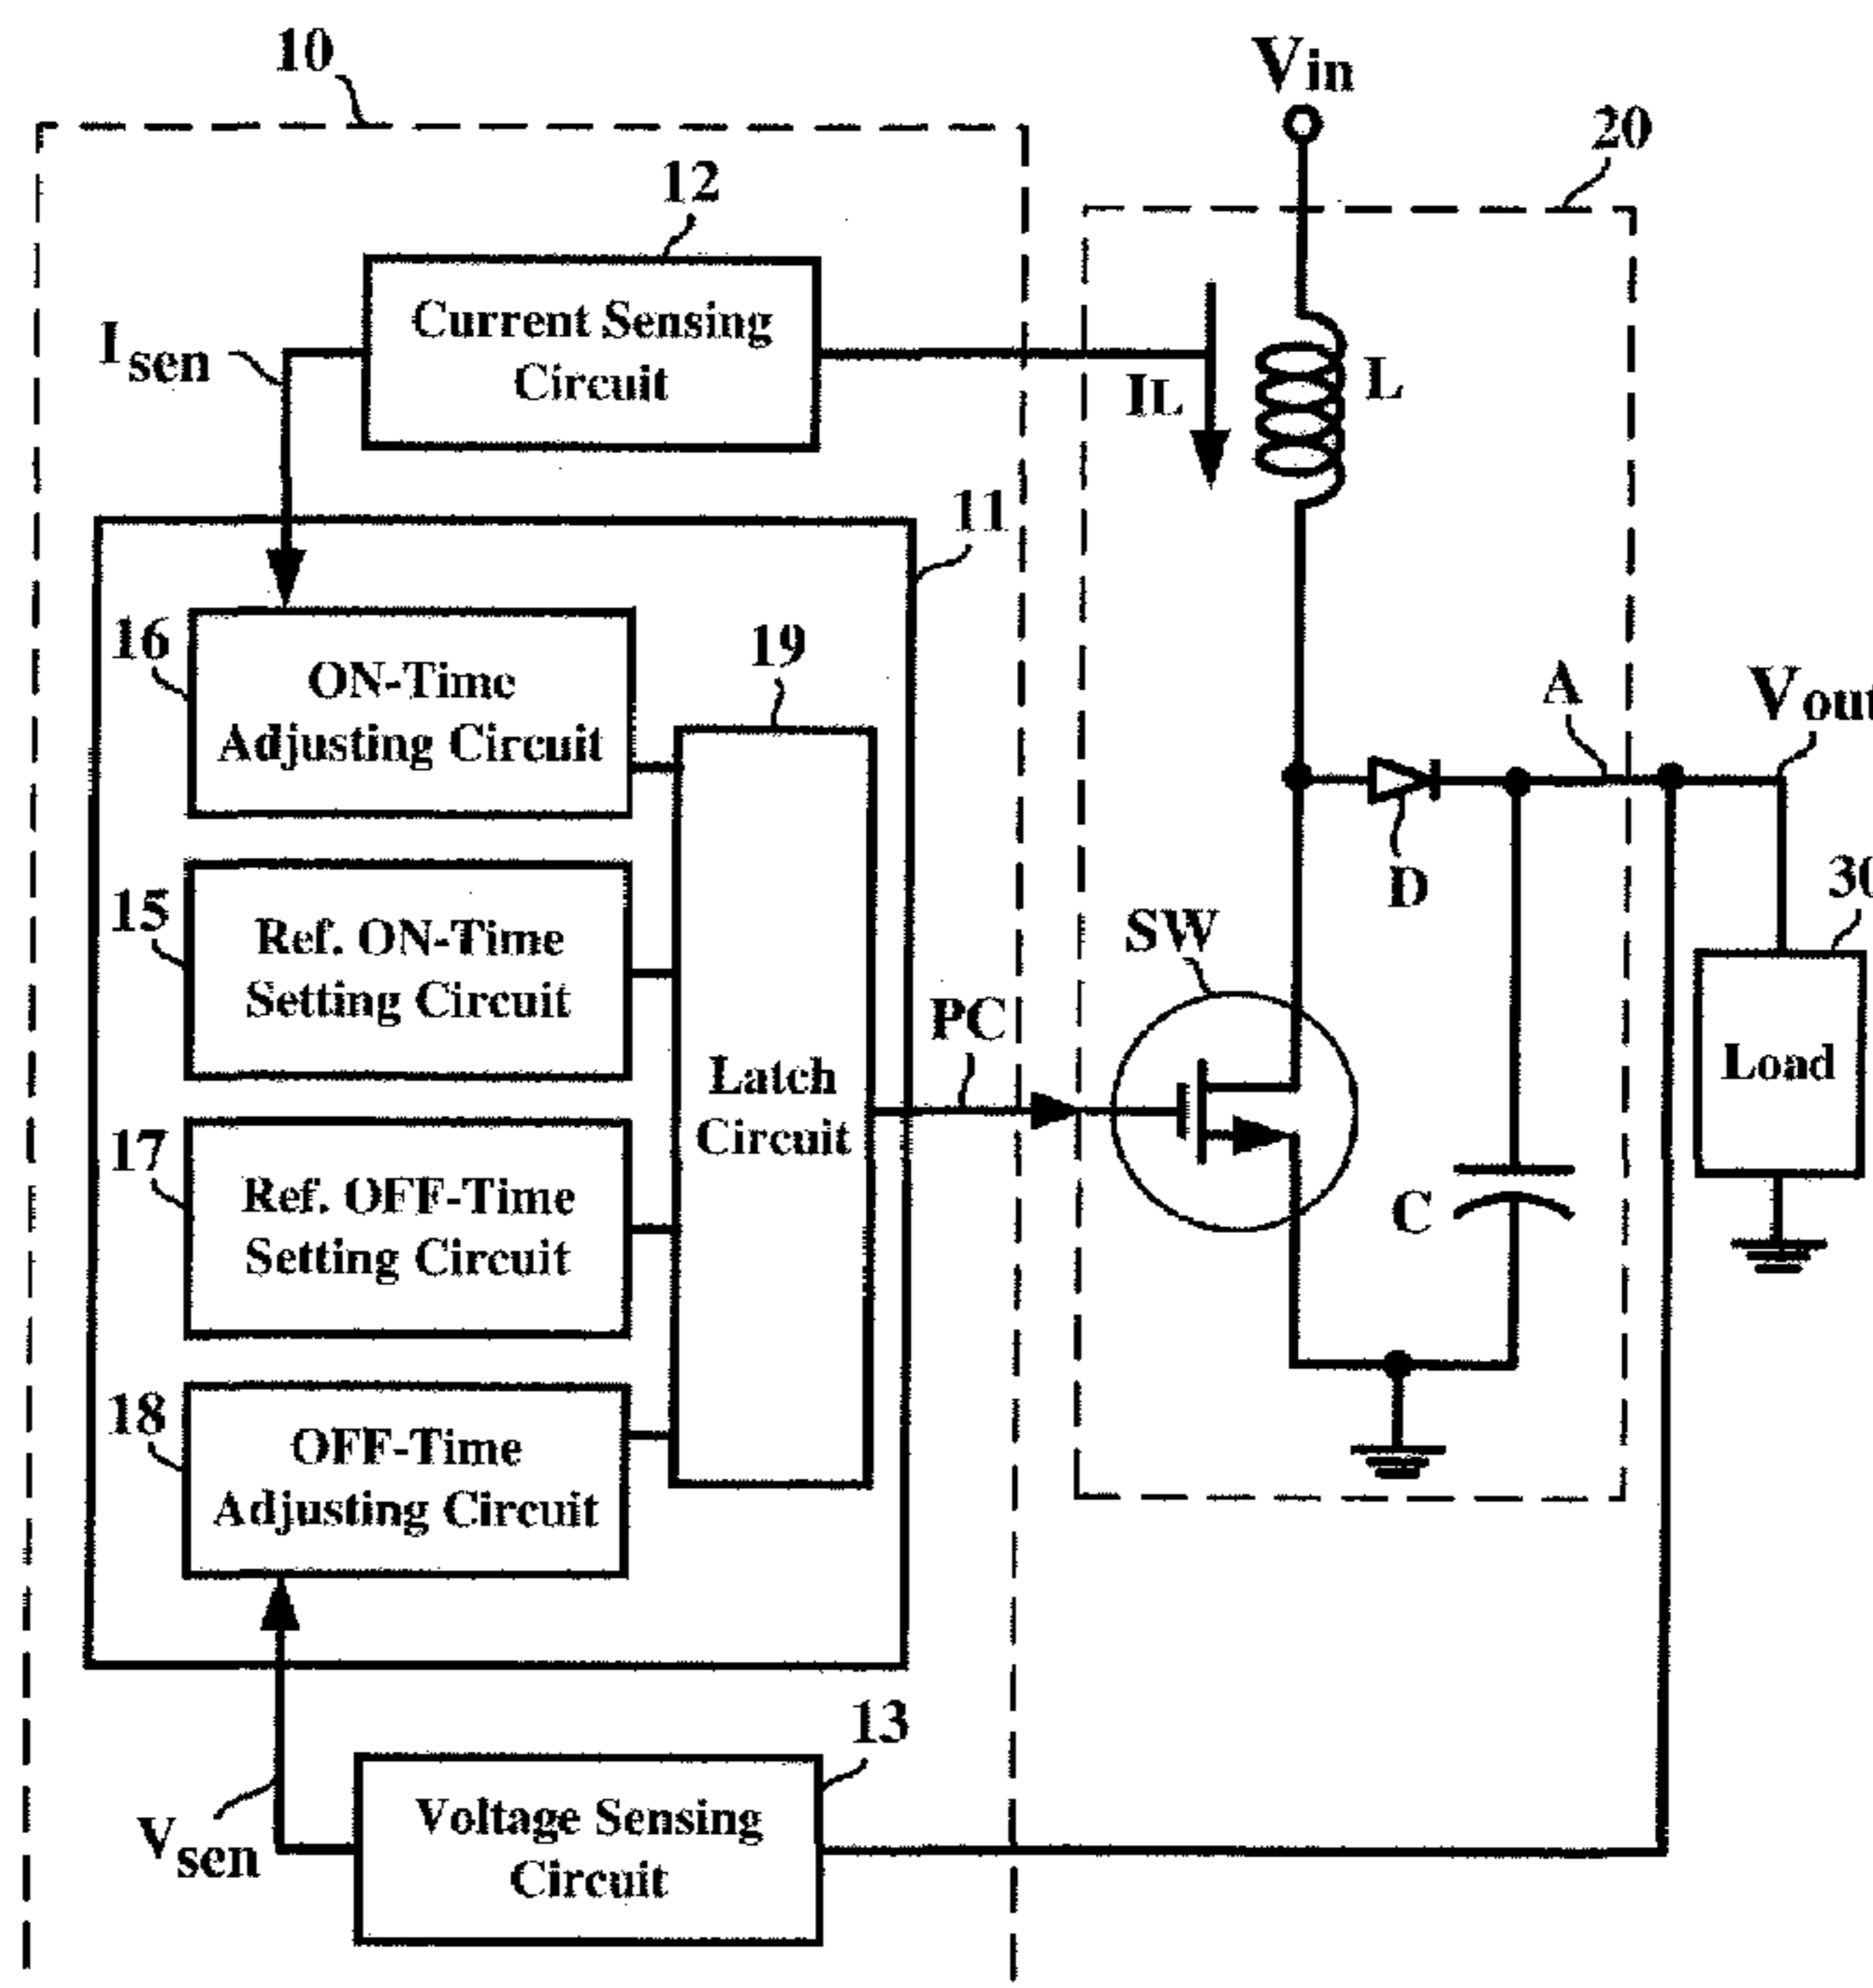 10
Vin
20
12
Current Sensing
Circuit
Isen
IL
L
11
16
ON-Time
Adjusting Circuit
19
A
Vout
15
Ref. ON-Time
Setting Circuit
D
30
SW
PC
Load
Latch
Circuit
17
Ref. OFF-Time
Setting Circuit
C
18
OFF-Time
Adjusting Circuit
13
Voltage Sensing
Circuit
Vsen